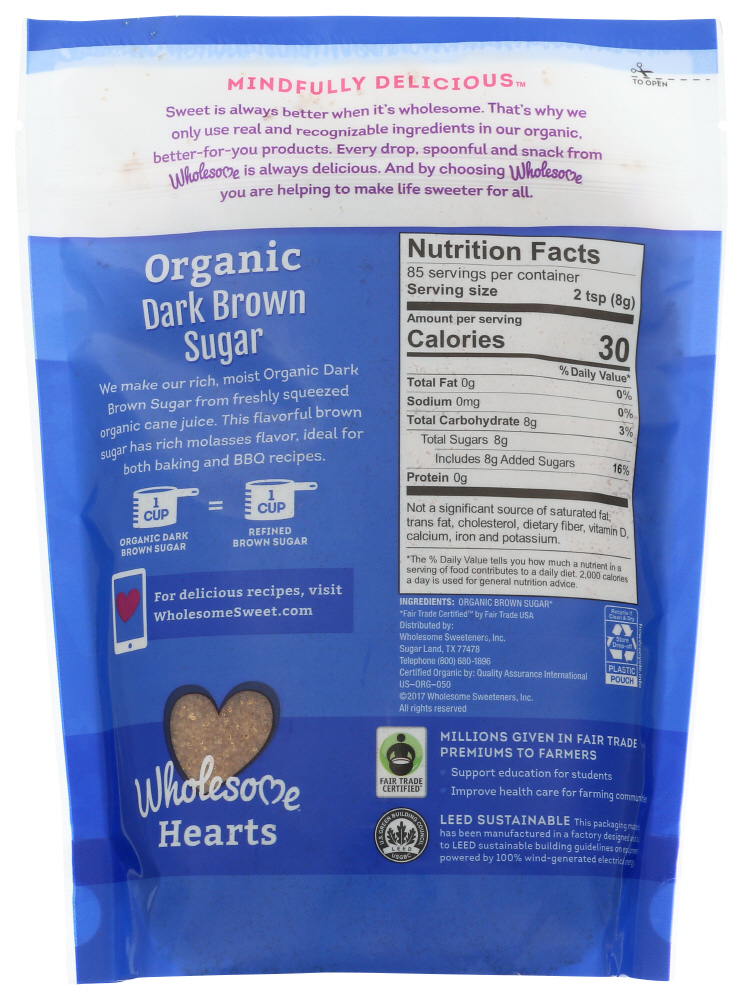 MINDFULLY DELICIOUS™
TO OPEN
Sweet is always better when it's wholesome. That's why we
only use real and recognizable ingredients in our organic,
better-for-you products. Every drop, spoonful and snack from
Wholesome is always delicious. And by choosing Wholesome
you are helping to make life sweeter for all.
Organic
Dark Brown
Sugar
We make our rich, moist Organic Dark
Brown Sugar from freshly squeezed
organic cane juice. This flavorful brown
sugar has rich molasses flavor, ideal for
both baking and BBQ recipes.
1
CUP
=
1
CUP
ORGANIC DARK
BROWN SUGAR
REFINED
BROWN SUGAR
For delicious recipes, visit
WholesomeSweet.com
Wholesome
Hearts
Nutrition Facts
85 servings per container
Serving size 2 tsp (8g)
Amount per serving
Calories 30
% Daily Value*
Total Fat 0g 0%
Sodium 0mg 0%
Total Carbohydrate 8g 3%
Total Sugars 8g
Includes 8g Added Sugars 16%
Protein 0g
Not a significant source of saturated fat,
trans fat, cholesterol, dietary fiber, vitamin D,
calcium, iron and potassium.
*The % Daily Value tells you how much a nutrient in a
serving of food contributes to a daily diet. 2,000 calories
a day is used for general nutrition advice.
INGREDIENTS: ORGANIC BROWN SUGAR*
*Fair Trade Certified™ by Fair Trade USA
Distributed by:
Wholesome Sweeteners, Inc.
Sugar Land, TX 77478
Telephone (800) 680-1896
Certified Organic by: Quality Assurance International
US-ORG-050
©2017 Wholesome Sweeteners, Inc.
All rights reserved
Recycle if
Clean & Dry
Store
Drop-off
PLASTIC
POUCH
FAIR TRADE
CERTIFIED
MILLIONS GIVEN IN FAIR TRADE
PREMIUMS TO FARMERS
Support education for students
Improve health care for farming
U.S. GREEN BUILDING COUNCIL
LEED
USGBC
LEED SUSTAINABLE This packaging
has been manufactured in a factory designed
to LEED sustainable building guidelines on
powered by 100% wind-generated